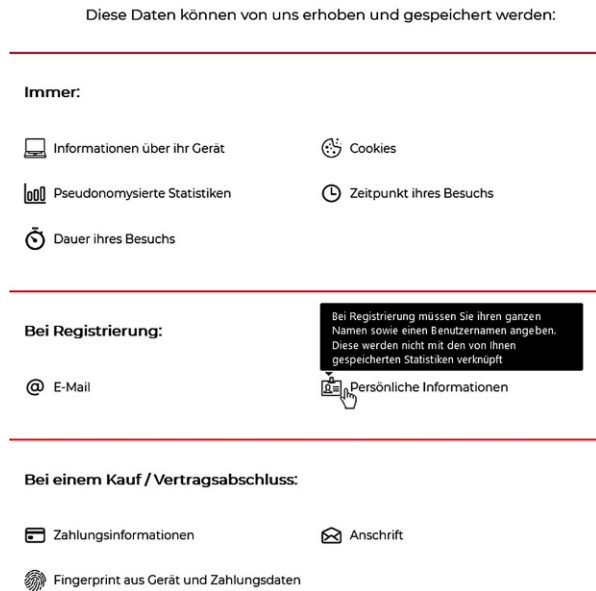 Diese Daten können von uns erhoben und gespeichert werden:
Immer:
Informationen über ihr Gerät
Cookies
Pseudonomysierte Statistiken
Zeitpunkt ihres Besuchs
Dauer ihres Besuchs
Bei Registrierung:
Bei Registrierung müssen Sie ihren ganzen
Namen sowie einen Benutzernamen angeben.
Diese werden nicht mit den von Ihnen
gespeicherten Statistiken verknüpft
@ E-Mail
Persönliche Informationen
Bei einem Kauf / Vertragsabschluss:
Zahlungsinformationen
Anschrift
Fingerprint aus Gerät und Zahlungsdaten